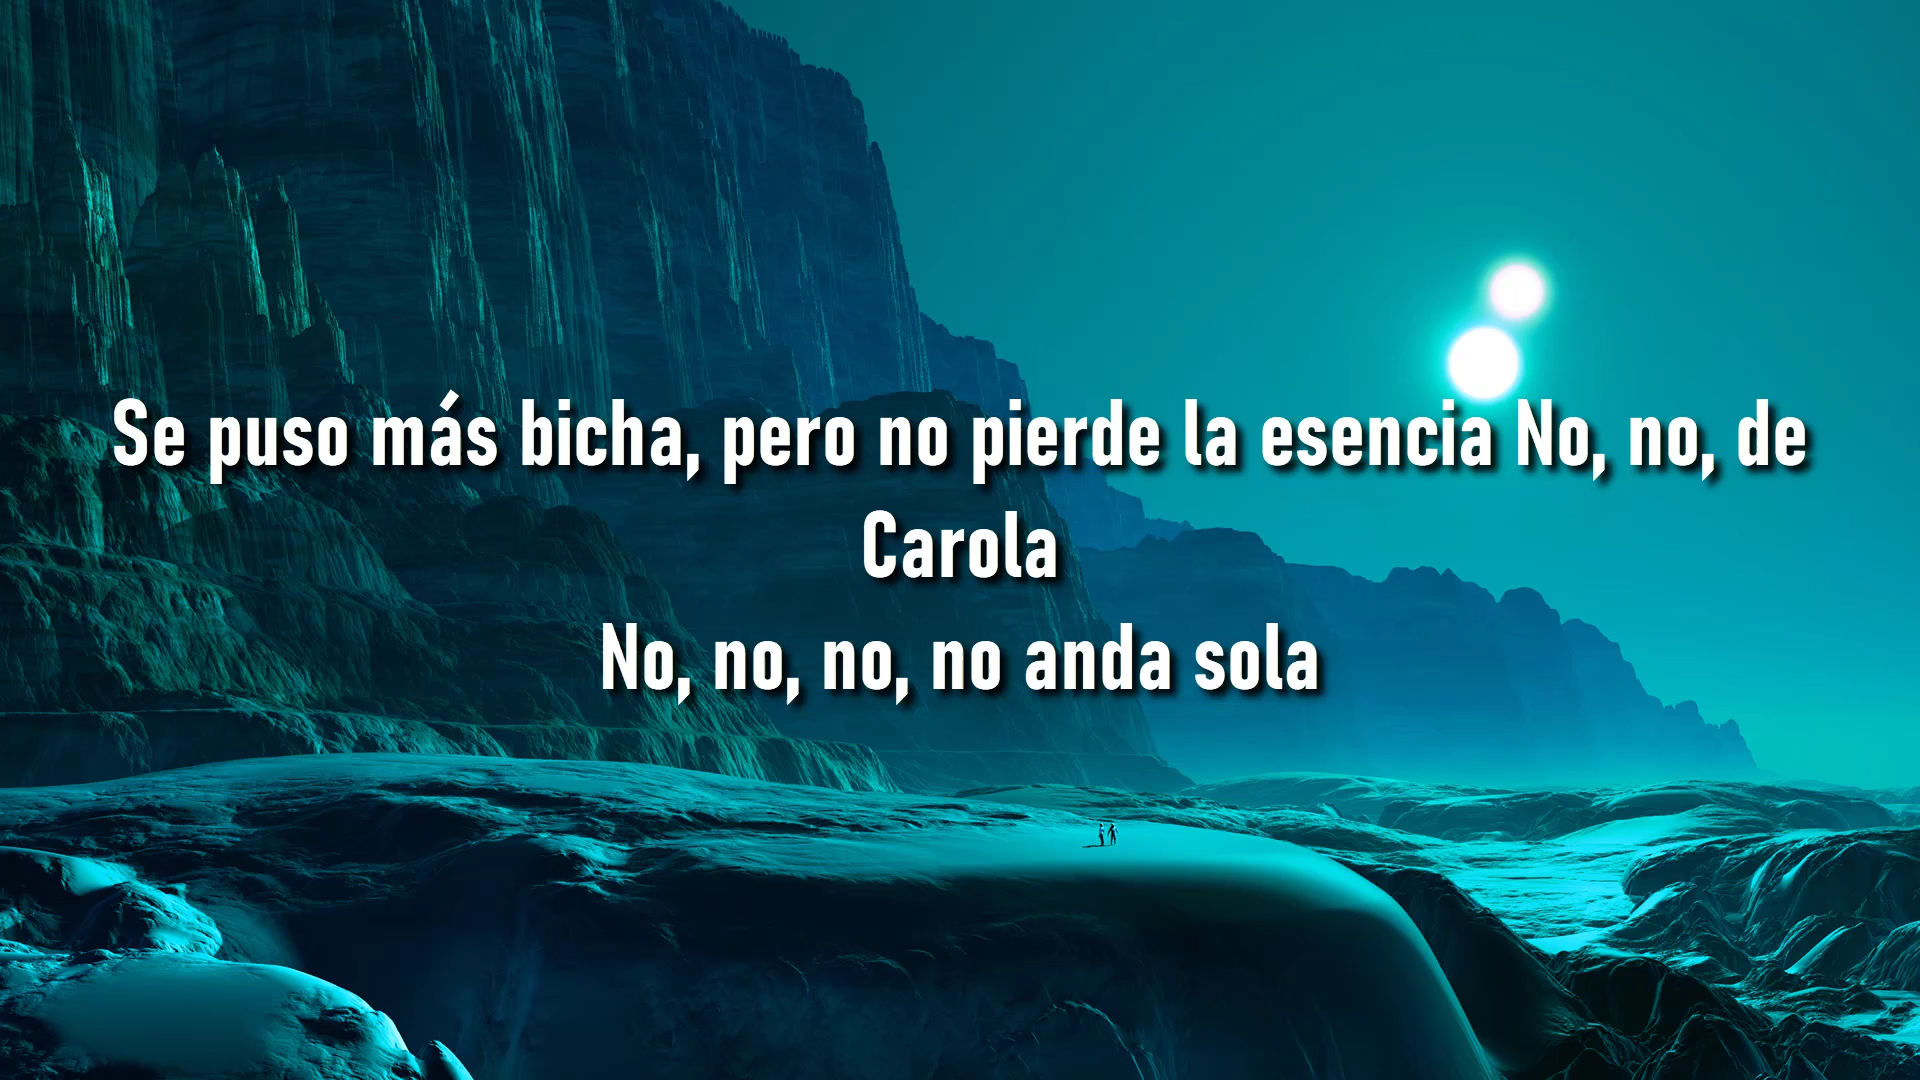 Se puso más bicha, pero no pierde la esencia No, no, de
Carola
No, no, no, no anda sola